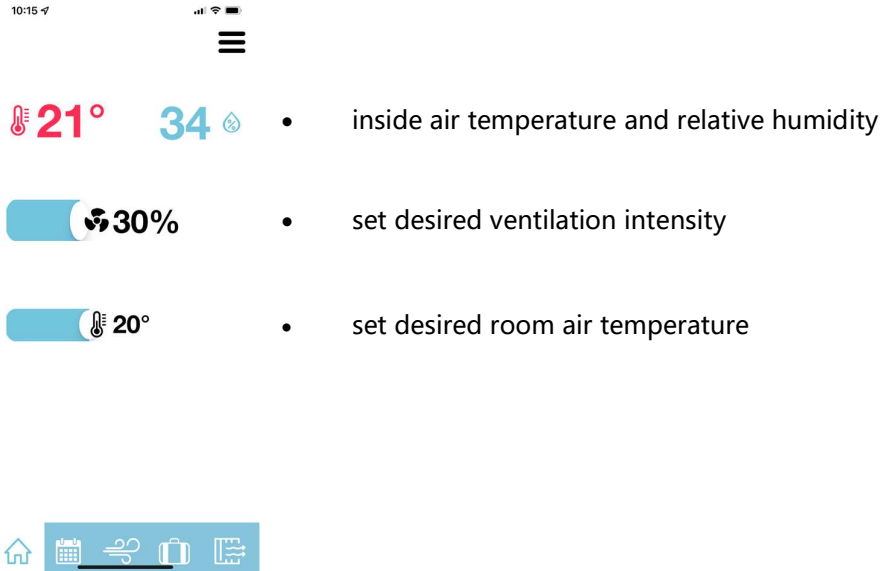 10:15
21° 34 % • inside air temperature and relative humidity
30% • set desired ventilation intensity
20° • set desired room air temperature